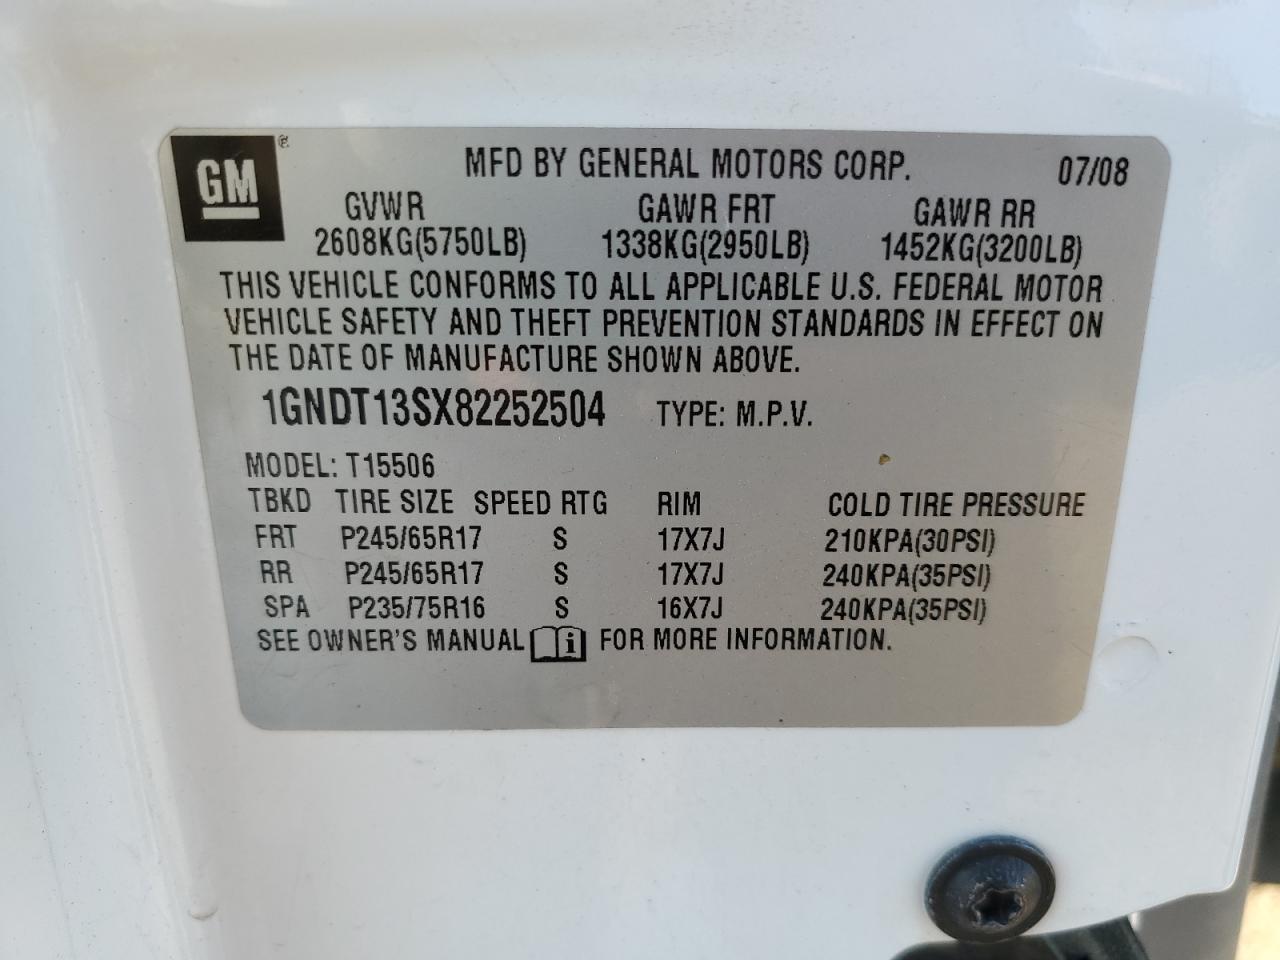 GM ® MFD BY GENERAL MOTORS CORP. 07/08
GVWR GAWR FRT GAWR RR
2608KG(5750LB) 1338KG(2950LB) 1452KG(3200LB)
THIS VEHICLE CONFORMS TO ALL APPLICABLE U.S. FEDERAL MOTOR
VEHICLE SAFETY AND THEFT PREVENTION STANDARDS IN EFFECT ON
THE DATE OF MANUFACTURE SHOWN ABOVE.
1GNDT13SX82252504 TYPE: M.P.V.
MODEL: T15506
TBKD TIRE SIZE SPEED RTG RIM COLD TIRE PRESSURE
FRT P245/65R17 S 17X7J 210KPA(30PSI)
RR P245/65R17 S 17X7J 240KPA(35PSI)
SPA P235/75R16 S 16X7J 240KPA(35PSI)
SEE OWNER'S MANUAL i FOR MORE INFORMATION.